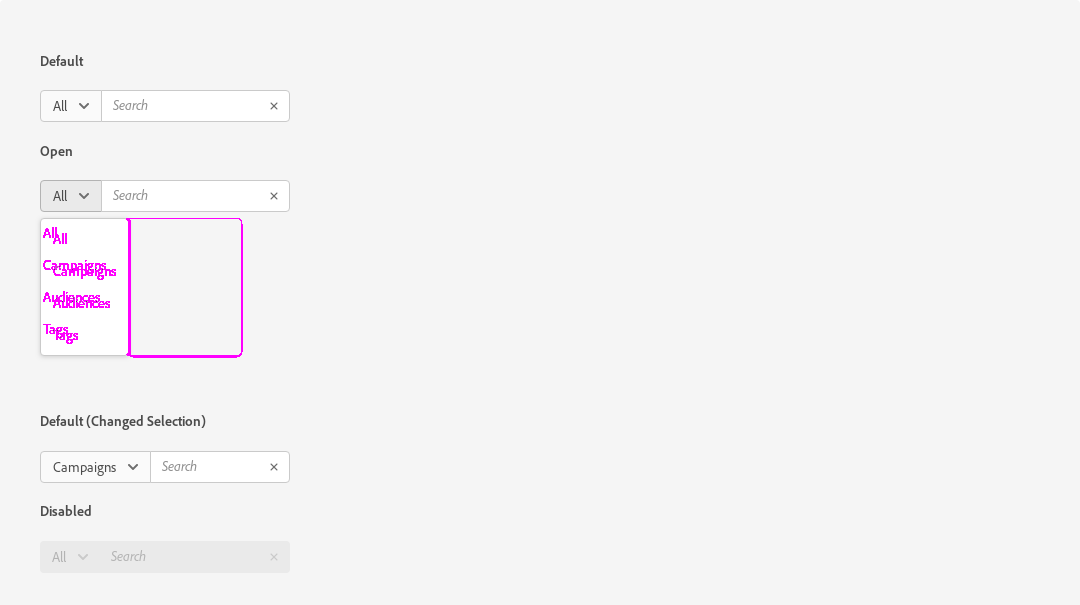 Default
All Search
Open
All Search
All
All
Campaigns
Campaigns
Audiences
Audiences
Tags
Tags
Default (Changed Selection)
Campaigns Search
Disabled
All Search